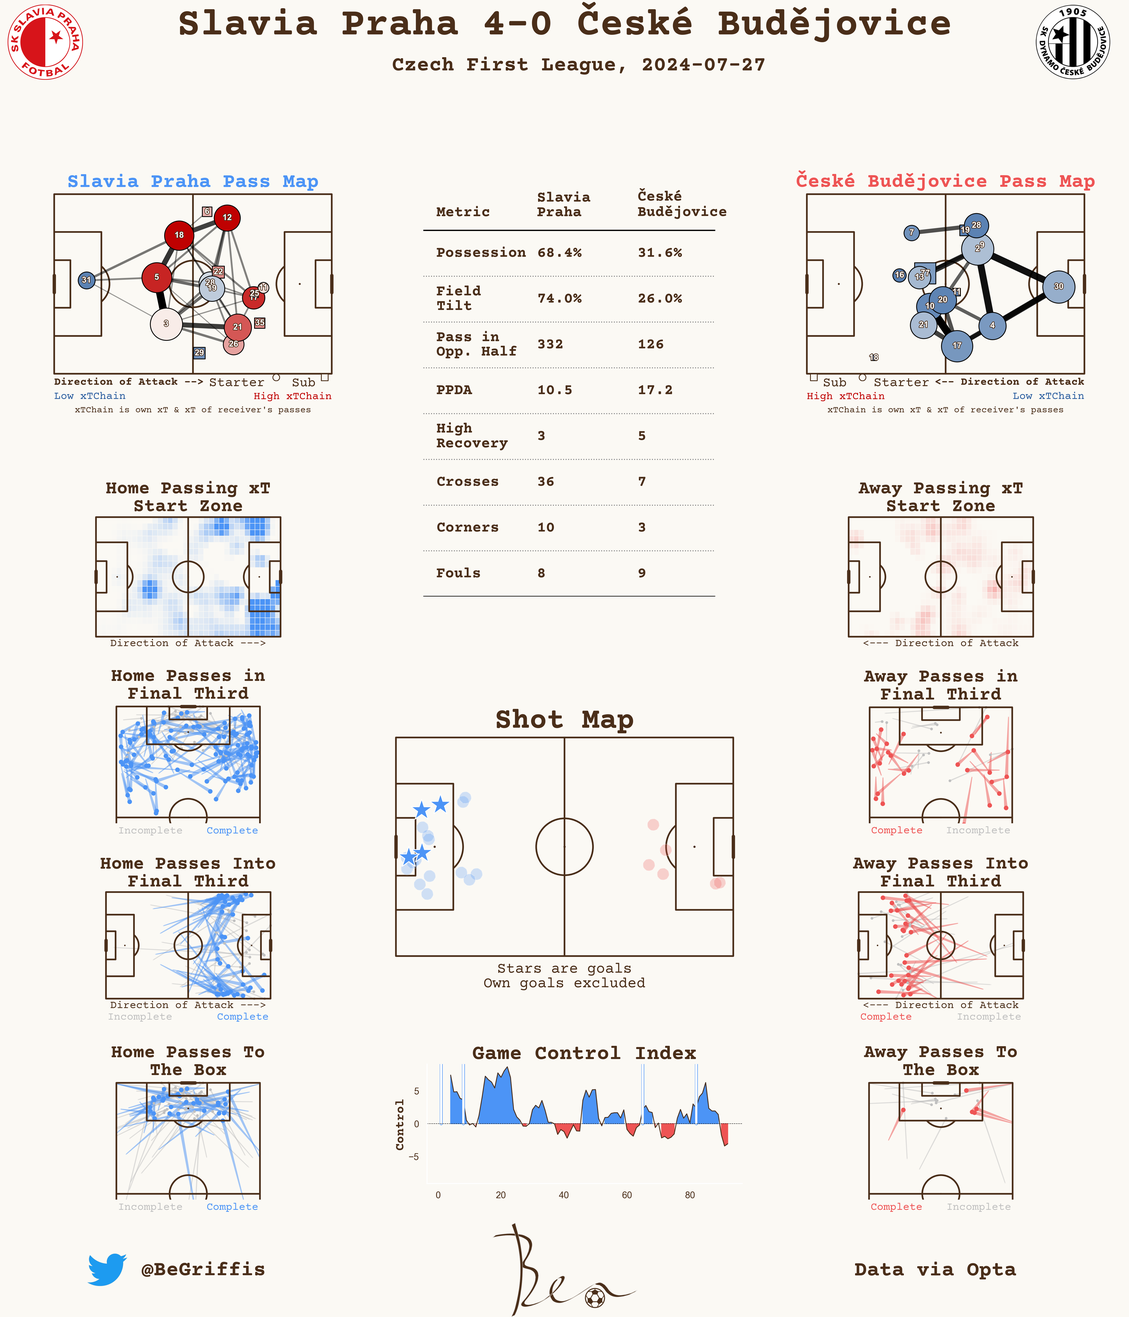 Slavia Praha 4-0 České Budějovice
Czech First League, 2024-07-27
SK SLAVIA PRAHA
FOTBAL
1905
SK DYNAMO ČESKÉ BUDĚJOVICE
Slavia Praha Pass Map
31
5
18
12
3
22
19
21
35
29
Direction of Attack --> Starter Sub
Low xTChain High xTChain
xTChain is own xT & xT of receiver's passes
Metric Slavia Praha České Budějovice
Possession 68.4% 31.6%
Field Tilt 74.0% 26.0%
Pass in Opp. Half 332 126
PPDA 10.5 17.2
High Recovery 3 5
Crosses 36 7
Corners 10 3
Fouls 8 9
České Budějovice Pass Map
7
19
28
16
13
30
10
20
21
4
17
18
Sub Starter <-- Direction of Attack
High xTChain Low xTChain
xTChain is own xT & xT of receiver's passes
Home Passing xT
Start Zone
Direction of Attack --->
Away Passing xT
Start Zone
<--- Direction of Attack
Home Passes in
Final Third
Incomplete Complete
Away Passes in
Final Third
Complete Incomplete
Shot Map
Stars are goals
Own goals excluded
Home Passes Into
Final Third
Direction of Attack --->
Incomplete Complete
Away Passes Into
Final Third
<--- Direction of Attack
Complete Incomplete
Home Passes To
The Box
Incomplete Complete
Game Control Index
Control
5
0
−5
0 20 40 60 80
Away Passes To
The Box
Complete Incomplete
@BeGriffis
Ben
Data via Opta